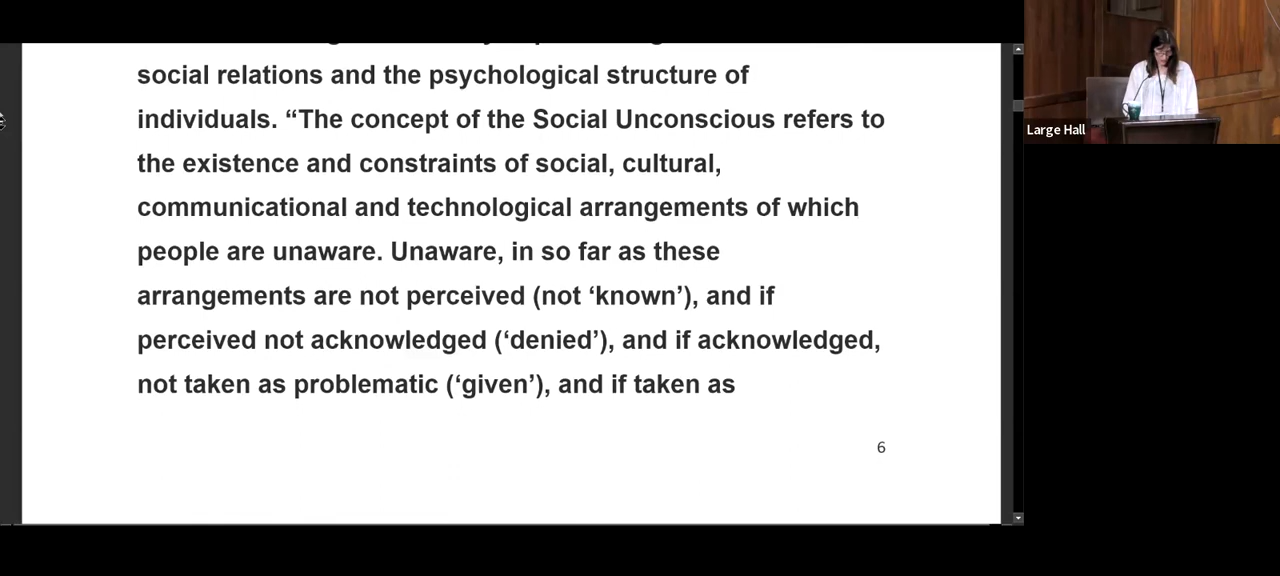 social relations and the psychological structure of
individuals. “The concept of the Social Unconscious refers to
the existence and constraints of social, cultural,
communicational and technological arrangements of which
people are unaware. Unaware, in so far as these
arrangements are not perceived (not ‘known’), and if
perceived not acknowledged (‘denied’), and if acknowledged,
not taken as problematic (‘given’), and if taken as
6
Large Hall